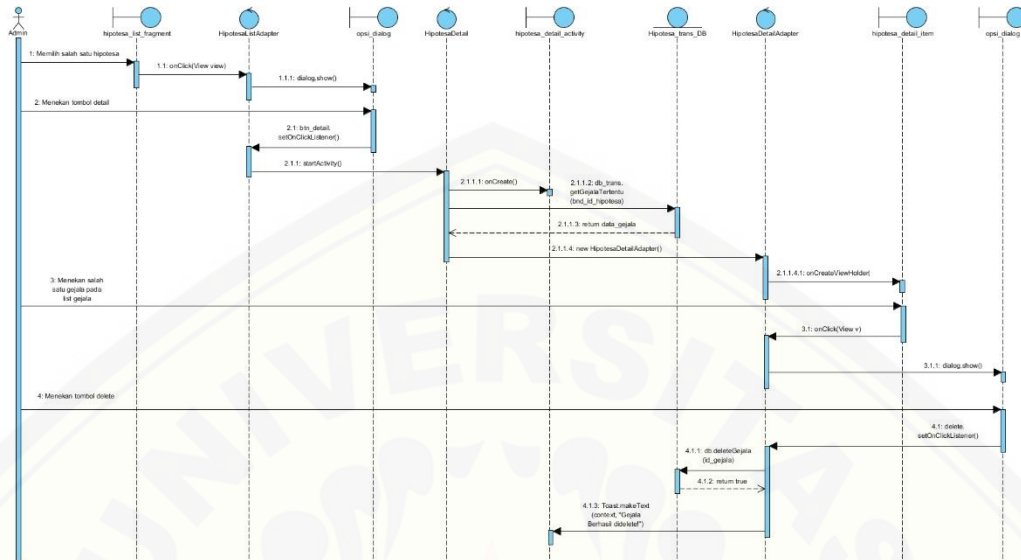 Admin
hipotesa_list_fragment
HipotesaListAdapter
opsi_dialog
HipotesaDetail
hipotesa_detail_activity
Hipotesa_trans_DB
HipotesaDetailAdapter
hipotesa_detail_item
opsi_dialog
1: Memilih salah satu hipotesa
1.1: onClick(View view)
1.1.1: dialog.show()
2: Menekan tombol detail
2.1: btn_detail.
setOnClickListener()
2.1.1: startActivity()
2.1.1.1: onCreate()
2.1.1.2: db_trans.
getGejalaTertentu
(bnd_id_hipotesa)
2.1.1.3: return data_gejala
2.1.1.4: new HipotesaDetailAdapter()
2.1.1.4.1: onCreateViewHolder(
3: Menekan salah
satu gejala pada
list gejala
3.1: onClick(View v)
3.1.1: dialog.show()
4: Menekan tombol delete
4.1: delete.
setOnClickListener()
4.1.1: db.deleteGejala
(id_gejala)
4.1.2: return true
4.1.3: Toast.makeText
(context, "Gejala
Berhasil didelete!")
UNIVERSITAS